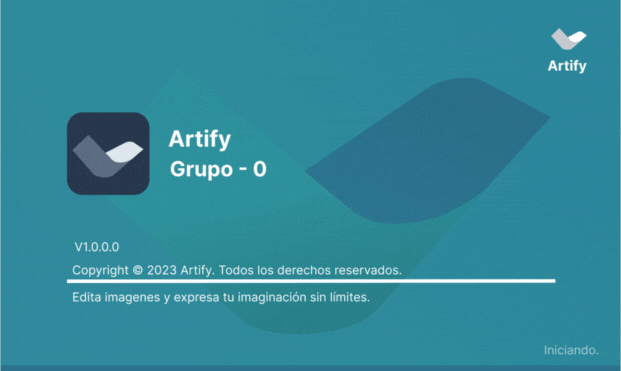 Artify
Artify
Grupo - 0
V1.0.0.0
Copyright © 2023 Artify. Todos los derechos reservados.
Edita imagenes y expresa tu imaginación sin límites.
Iniciando.